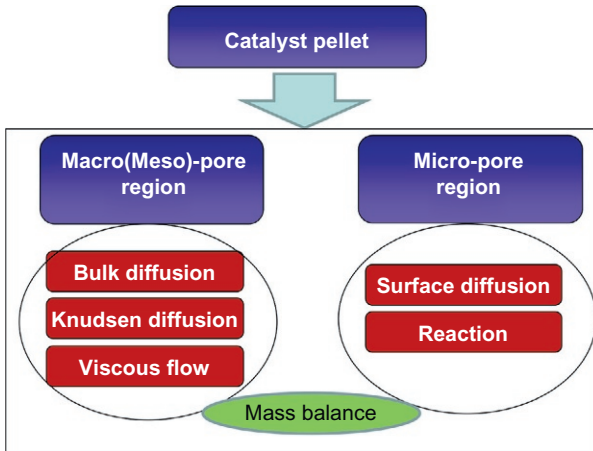 Catalyst pellet
Macro(Meso)-pore
region
Micro-pore
region
Bulk diffusion
Knudsen diffusion
Viscous flow
Surface diffusion
Reaction
Mass balance